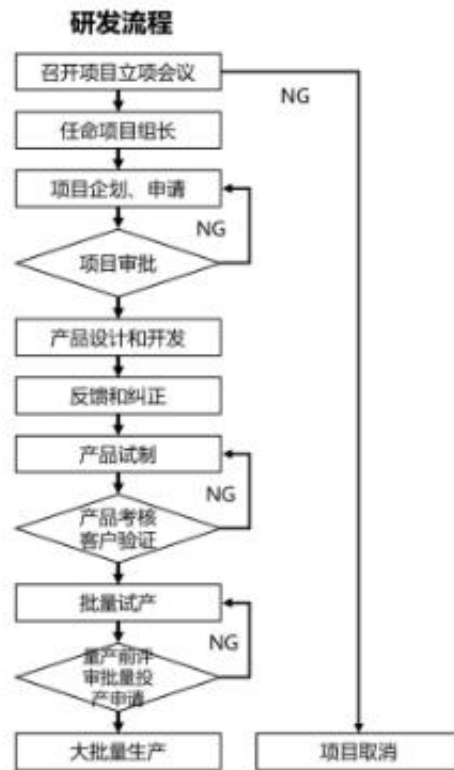 研发流程
召开项目立项会议
NG
任命项目组长
项目企划、申请
NG
项目审批
产品设计和开发
反馈和纠正
产品试制
NG
产品考核
客户验证
批量试产
NG
量产前评
审批量投
产申请
大批量生产
项目取消